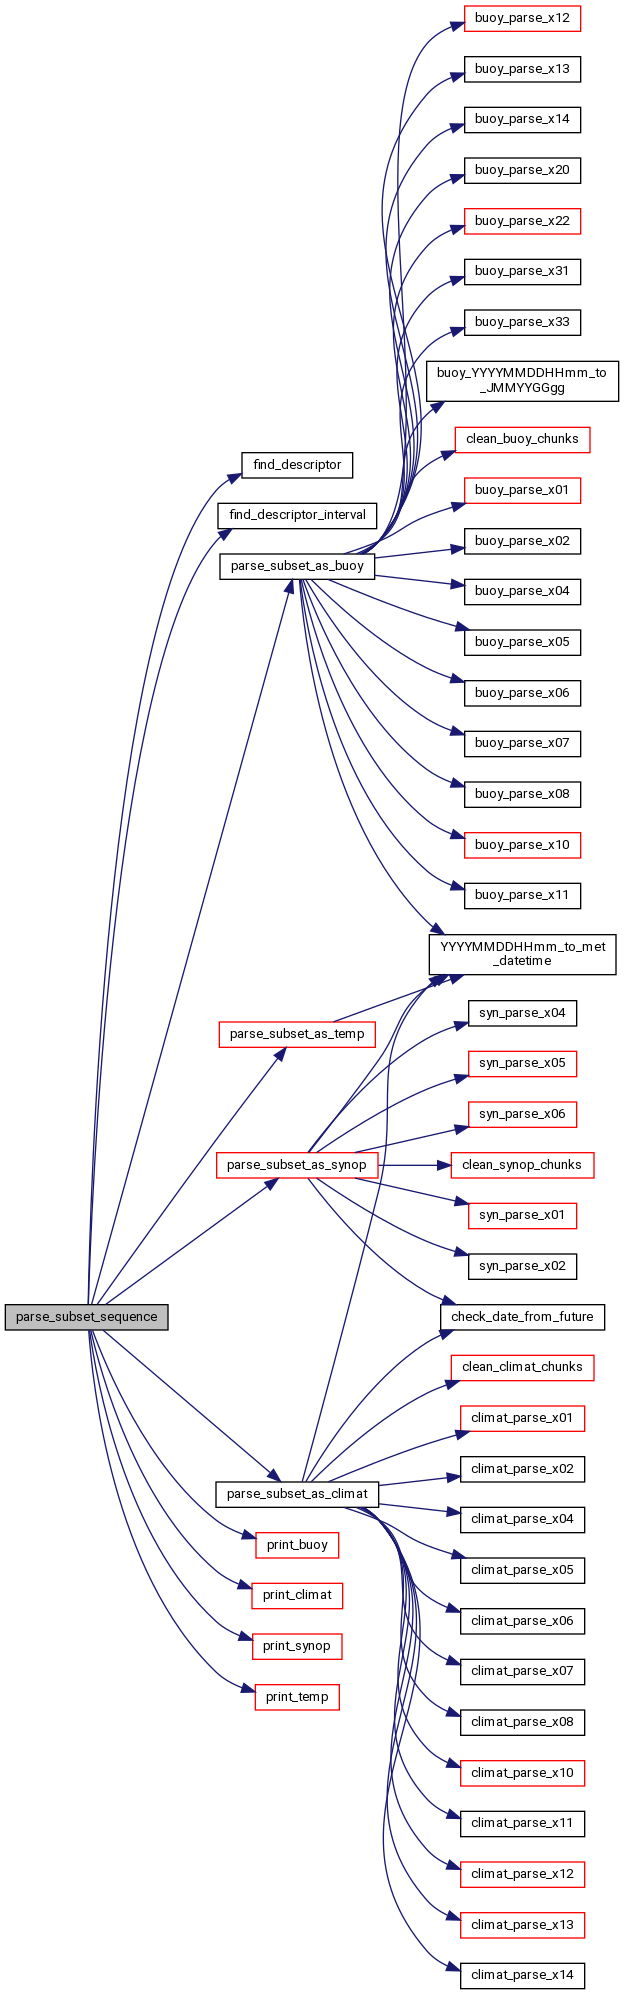 buoy_parse_x12
buoy_parse_x13
buoy_parse_x14
buoy_parse_x20
buoy_parse_x22
buoy_parse_x31
buoy_parse_x33
buoy_YYYYMMDDHHmm_to
_JMMYYGGgg
clean_buoy_chunks
find_descriptor
buoy_parse_x01
find_descriptor_interval
buoy_parse_x02
parse_subset_as_buoy
buoy_parse_x04
buoy_parse_x05
buoy_parse_x06
buoy_parse_x07
buoy_parse_x08
buoy_parse_x10
buoy_parse_x11
YYYYMMDDHHmm_to_met
_datetime
syn_parse_x04
parse_subset_as_temp
syn_parse_x05
syn_parse_x06
parse_subset_as_synop
clean_synop_chunks
syn_parse_x01
syn_parse_x02
parse_subset_sequence
check_date_from_future
clean_climat_chunks
climat_parse_x01
climat_parse_x02
parse_subset_as_climat
climat_parse_x04
print_buoy
climat_parse_x05
print_climat
climat_parse_x06
print_synop
climat_parse_x07
print_temp
climat_parse_x08
climat_parse_x10
climat_parse_x11
climat_parse_x12
climat_parse_x13
climat_parse_x14